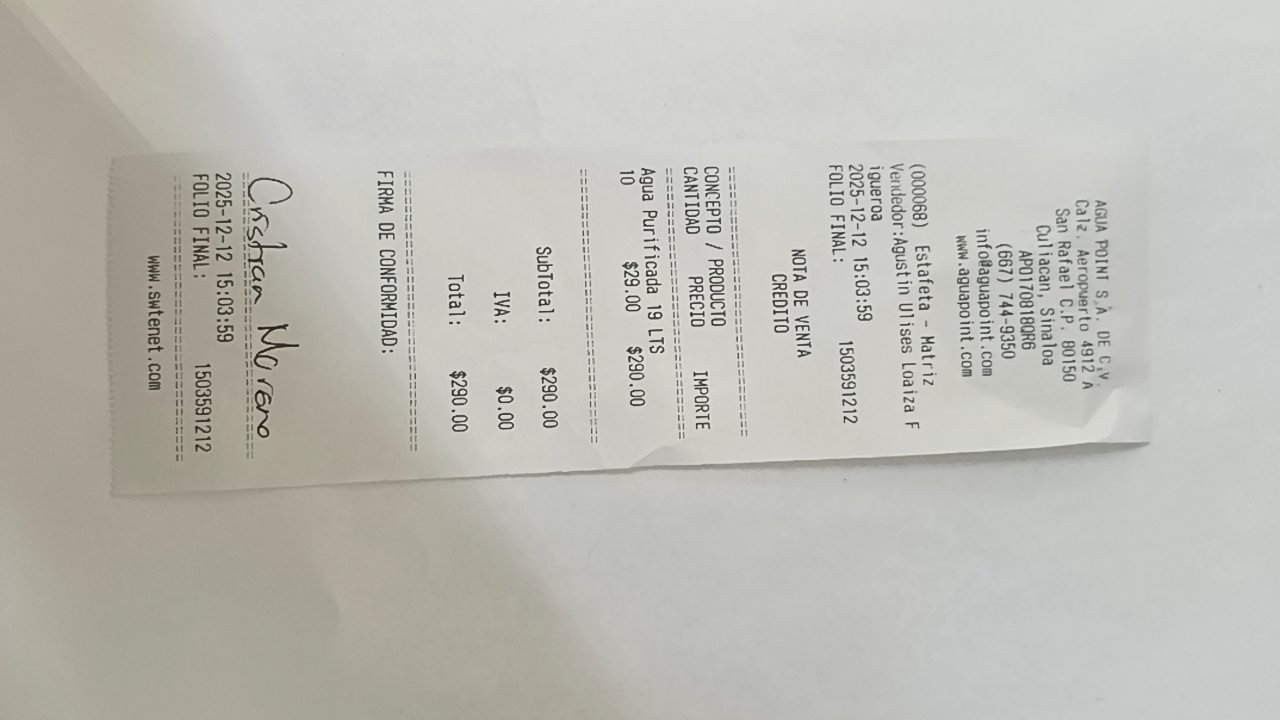 AGUA POINT S.A. DE C.V.
Calz. Aeropuerto 4912 A
San Rafael C.P. 80150
Culiacan, Sinaloa
APO170818QR6
(667) 744-9350
info@aguapoint.com
www.aguapoint.com
(000068) Estafeta - Matriz.
Vendedor:Agustin Ulises Loaiza F
igueroa
2025-12-12 15:03:59
FOLIO FINAL: 1503591212
NOTA DE VENTA
CREDITO
CONCEPTO / PRODUCTO
CANTIDAD PRECIO IMPORTE
Agua Purificada 19 LTS
10 $29.00 $290.00
SubTotal: $290.00
IVA: $0.00
Total: $290.00
FIRMA DE CONFORMIDAD:
Cristian Moreno
2025-12-12 15:03:59
FOLIO FINAL: 1503591212
www.swtenet.com